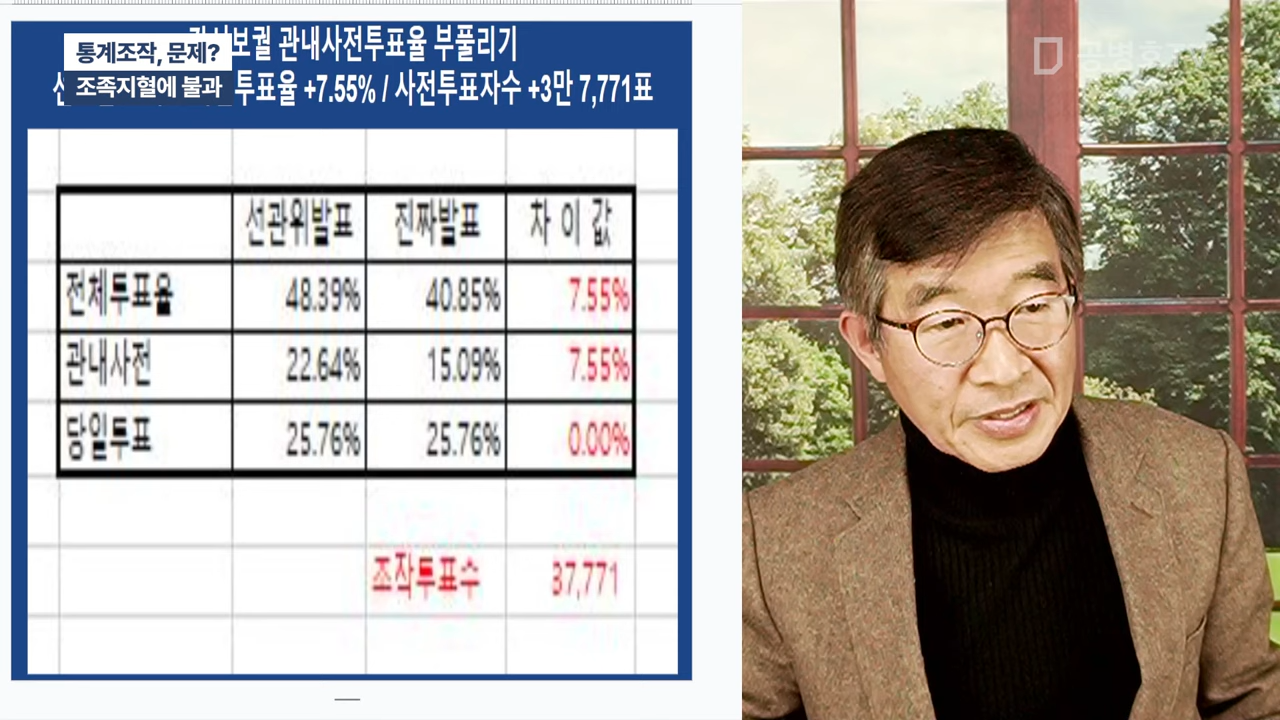 통계조작, 문제?
조족지혈에 불과
보궐 관내사전투표율 부풀리기
투표율 +7.55% / 사전투표자수 +3만 7,771표
선관위발표 진짜발표 차 이 값
전체투표율 48.39% 40.85% 7.55%
관내사전 22.64% 15.09% 7.55%
당일투표 25.76% 25.76% 0.00%
조작투표수 37,771